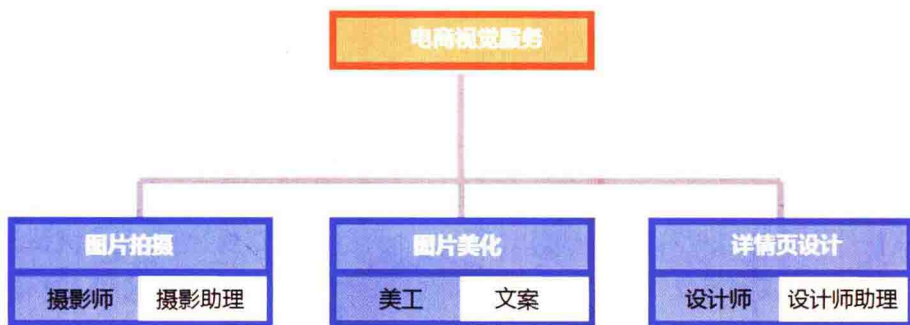 电商视觉服务
图片拍摄 图片美化 详情页设计
摄影师 摄影助理 美工 文案 设计师 设计师助理